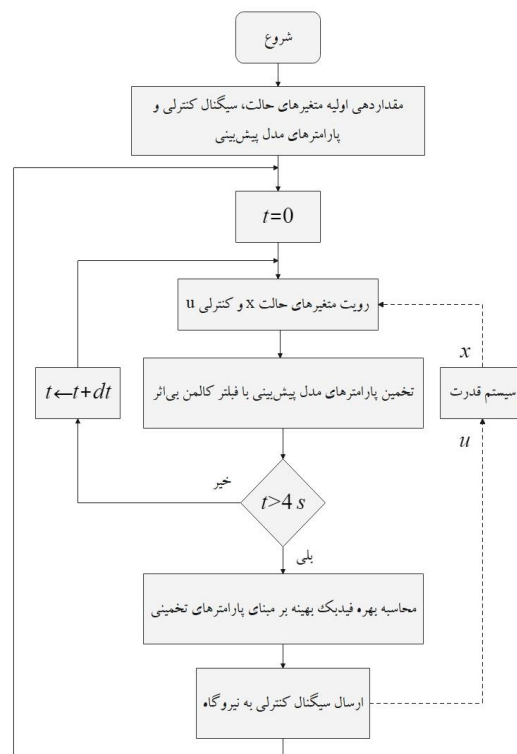 شروع
مقداردهی اولیه متغیرهای حالت، سیگنال کنترلی و
پارامترهای مدل پیش‌بینی
t=0
رویت متغیرهای حالت x و کنترلی u
x
تخمین پارامترهای مدل پیش‌بینی با فیلتر کالمن بی‌اثر
سیستم قدرت
t←t+dt
u
t>4 s
خیر
بلی
محاسبه بهره فیدبک بهینه بر مبنای پارامترهای تخمینی
ارسال سیگنال کنترلی به نیروگاه